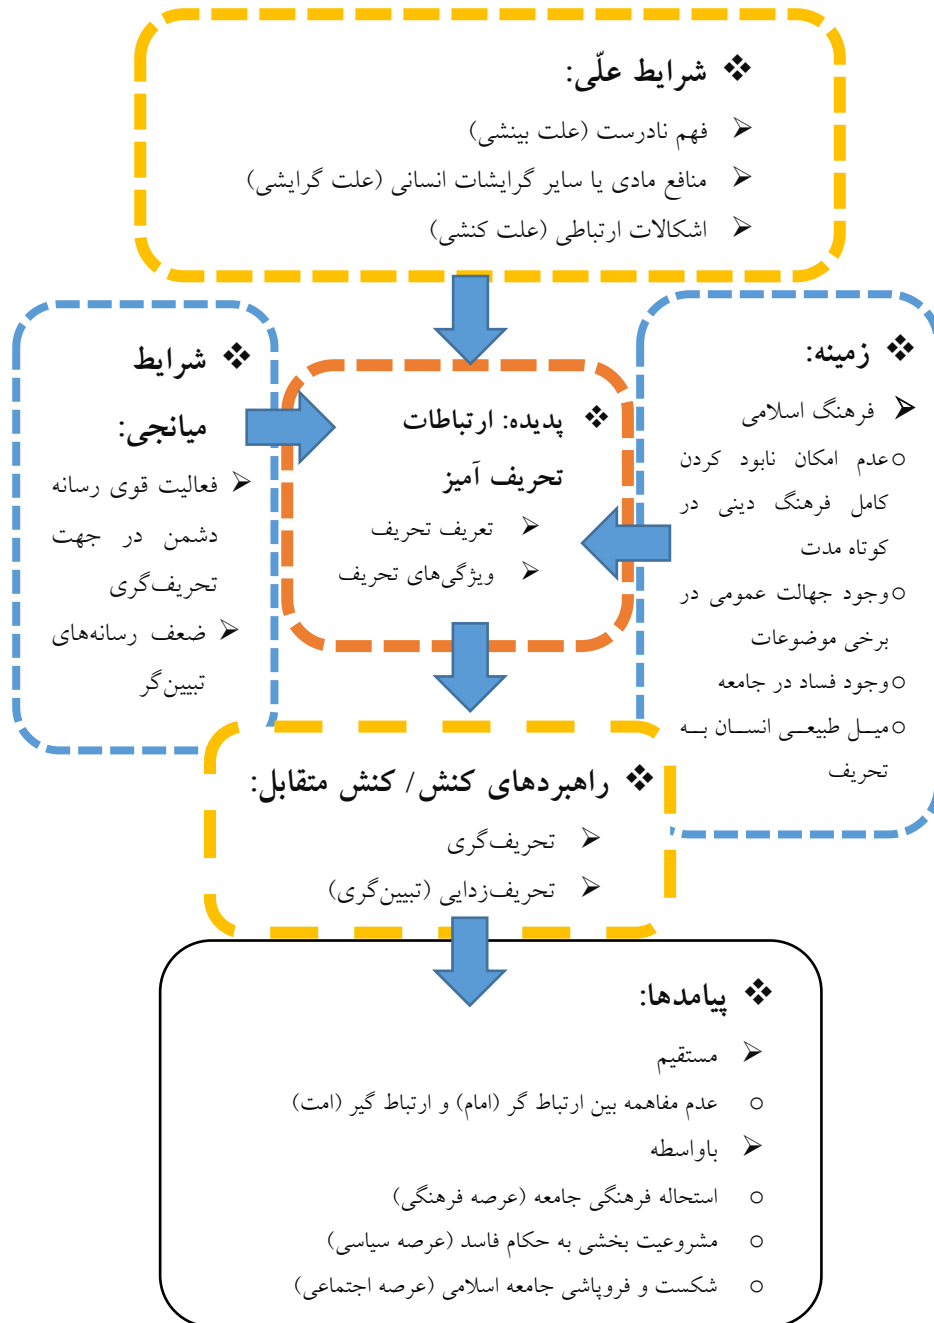 ❖ شرایط علّی:
➢ فهم نادرست (علت بینشی)
➢ منافع مادی یا سایر گرایشات انسانی (علت گرایشی)
➢ اشکالات ارتباطی (علت کنشی)
❖ زمینه:
➢ فرهنگ اسلامی
o عدم امکان نابود کردن
کامل فرهنگ دینی در
کوتاه مدت
o وجود جهالت عمومی در
برخی موضوعات
o وجود فساد در جامعه
o میل طبیعی انسان به
تحریف
❖ پدیده: ارتباطات
تحریف آمیز
➢ تعریف تحریف
➢ ویژگی‌های تحریف
❖ شرایط
میانجی:
➢ فعالیت قوی رسانه
دشمن در جهت
تحریف‌گری
➢ ضعف رسانه‌های
تبیین‌گر
❖ راهبردهای کنش/ کنش متقابل:
➢ تحریف‌گری
➢ تحریف‌زدایی (تبیین‌گری)
❖ پیامدها:
➢ مستقیم
o عدم مفاهمه بین ارتباط گر (امام) و ارتباط گیر (امت)
➢ باواسطه
o استحاله فرهنگی جامعه (عرصه فرهنگی)
o مشروعیت بخشی به حکام فاسد (عرصه سیاسی)
o شکست و فروپاشی جامعه اسلامی (عرصه اجتماعی)